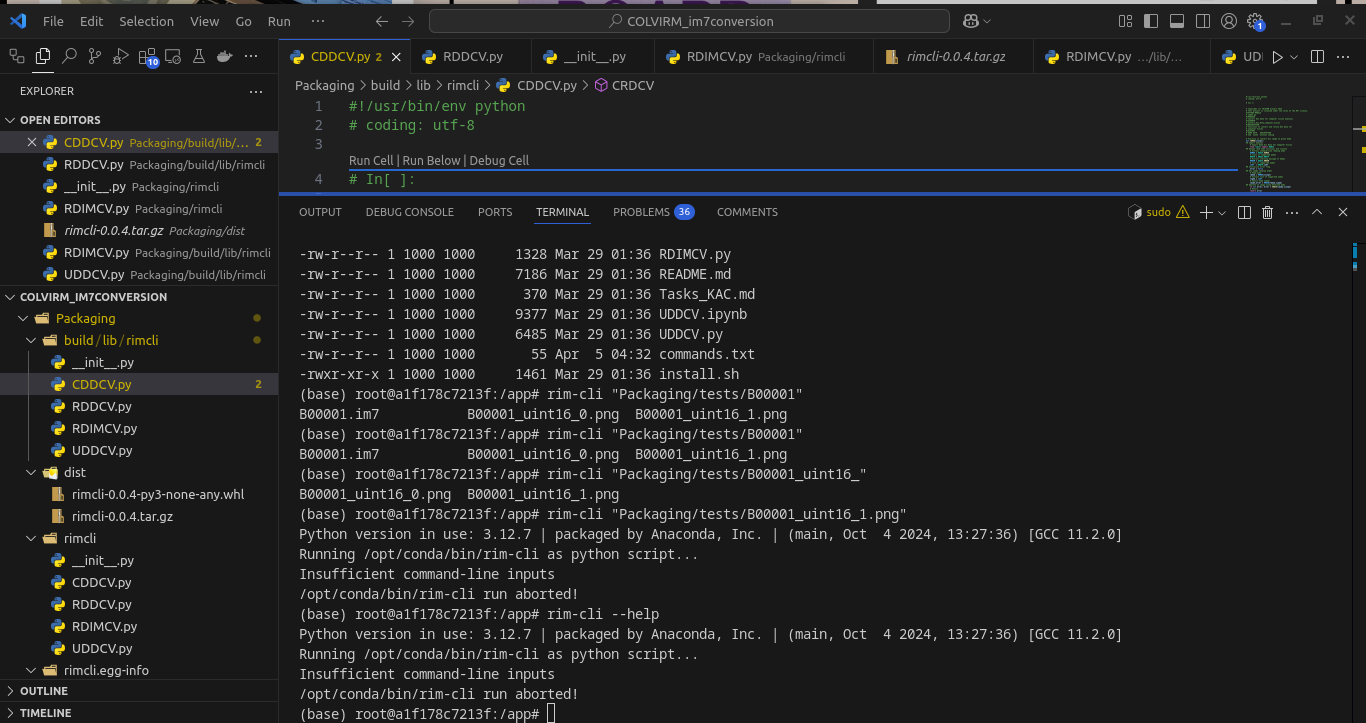 BOARD
File Edit Selection View Go Run ··· COLVIRM_im7conversion
10
1
CDDCV.py 2 RDDCV.py __init__.py RDIMCV.py Packaging/rimcli rimcli-0.0.4.tar.gz RDIMCV.py .../lib/... UD
EXPLORER ···
Packaging > build > lib > rimcli > CDDCV.py > CRDCV
OPEN EDITORS
CDDCV.py Packaging/build/lib/... 2
RDDCV.py Packaging/build/lib/rimcli
__init__.py Packaging/rimcli
RDIMCV.py Packaging/rimcli
rimcli-0.0.4.tar.gz Packaging/dist
RDIMCV.py Packaging/build/lib/rimcli
UDDCV.py Packaging/build/lib/rimcli
COLVIRM_IM7CONVERSION
Packaging
build / lib / rimcli
__init__.py
CDDCV.py 2
RDDCV.py
RDIMCV.py
UDDCV.py
dist
rimcli-0.0.4-py3-none-any.whl
rimcli-0.0.4.tar.gz
rimcli
__init__.py
CDDCV.py
RDDCV.py
RDIMCV.py
UDDCV.py
rimcli.egg-info
OUTLINE
TIMELINE
1 #!/usr/bin/env python
2 # coding: utf-8
3
Run Cell | Run Below | Debug Cell
4 # In[ ]:
OUTPUT DEBUG CONSOLE PORTS TERMINAL PROBLEMS 36 COMMENTS sudo
-rw-r--r-- 1 1000 1000     1328 Mar 29 01:36 RDIMCV.py
-rw-r--r-- 1 1000 1000     7186 Mar 29 01:36 README.md
-rw-r--r-- 1 1000 1000      370 Mar 29 01:36 Tasks_KAC.md
-rw-r--r-- 1 1000 1000     9377 Mar 29 01:36 UDDCV.ipynb
-rw-r--r-- 1 1000 1000     6485 Mar 29 01:36 UDDCV.py
-rw-r--r-- 1 1000 1000       55 Apr  5 04:32 commands.txt
-rwxr-xr-x 1 1000 1000     1461 Mar 29 01:36 install.sh
(base) root@a1f178c7213f:/app# rim-cli "Packaging/tests/B00001"
B00001.im7           B00001_uint16_0.png  B00001_uint16_1.png
(base) root@a1f178c7213f:/app# rim-cli "Packaging/tests/B00001"
B00001.im7           B00001_uint16_0.png  B00001_uint16_1.png
(base) root@a1f178c7213f:/app# rim-cli "Packaging/tests/B00001_uint16_"
B00001_uint16_0.png  B00001_uint16_1.png
(base) root@a1f178c7213f:/app# rim-cli "Packaging/tests/B00001_uint16_1.png"
Python version in use: 3.12.7 | packaged by Anaconda, Inc. | (main, Oct  4 2024, 13:27:36) [GCC 11.2.0]
Running /opt/conda/bin/rim-cli as python script...
Insufficient command-line inputs
/opt/conda/bin/rim-cli run aborted!
(base) root@a1f178c7213f:/app# rim-cli --help
Python version in use: 3.12.7 | packaged by Anaconda, Inc. | (main, Oct  4 2024, 13:27:36) [GCC 11.2.0]
Running /opt/conda/bin/rim-cli as python script...
Insufficient command-line inputs
/opt/conda/bin/rim-cli run aborted!
(base) root@a1f178c7213f:/app#